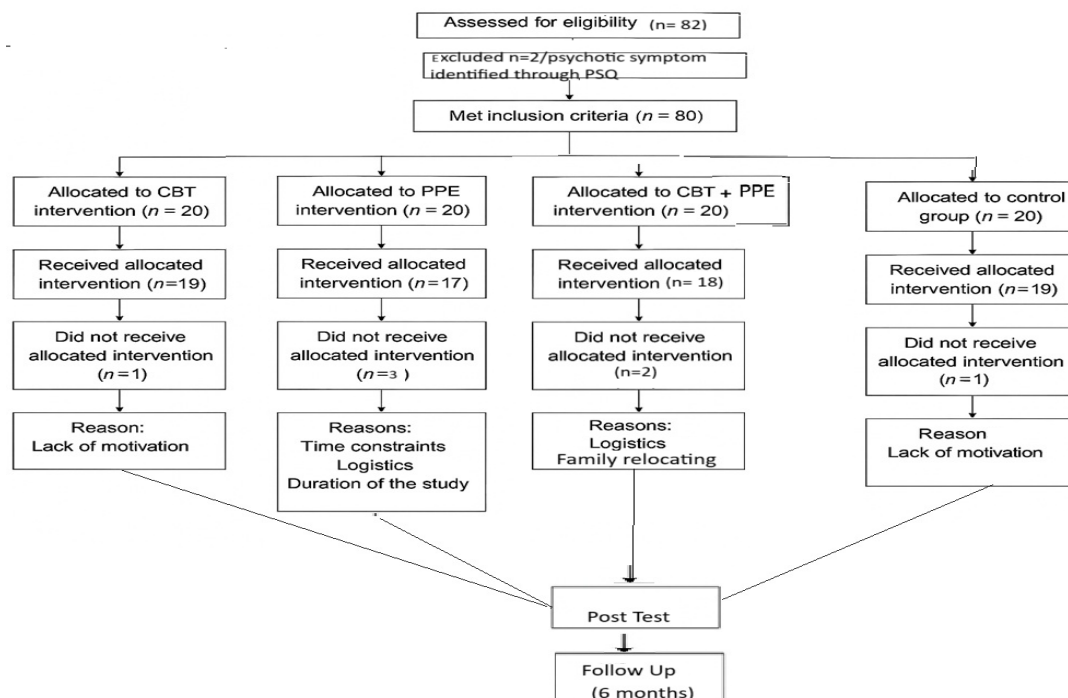 Assessed for eligibility (n= 82)
Excluded n=2/psychotic symptom
identified through PSQ
Met inclusion criteria (n = 80)
Allocated to CBT
intervention (n = 20)
Received allocated
intervention (n=19)
Did not receive
allocated intervention
(n=1)
Reason:
Lack of motivation
Allocated to PPE
intervention (n = 20)
Received allocated
intervention (n=17)
Did not receive
allocated intervention
(n=3 )
Reasons:
Time constraints
Logistics
Duration of the study
Allocated to CBT + PPE
intervention (n = 20)
Received allocated
intervention (n= 18)
Did not receive
allocated intervention
(n=2)
Reasons:
Logistics
Family relocating
Allocated to control
group (n = 20)
Received allocated
intervention (n=19)
Did not receive
allocated intervention
(n=1)
Reason
Lack of motivation
Post Test
Follow Up
(6 months)